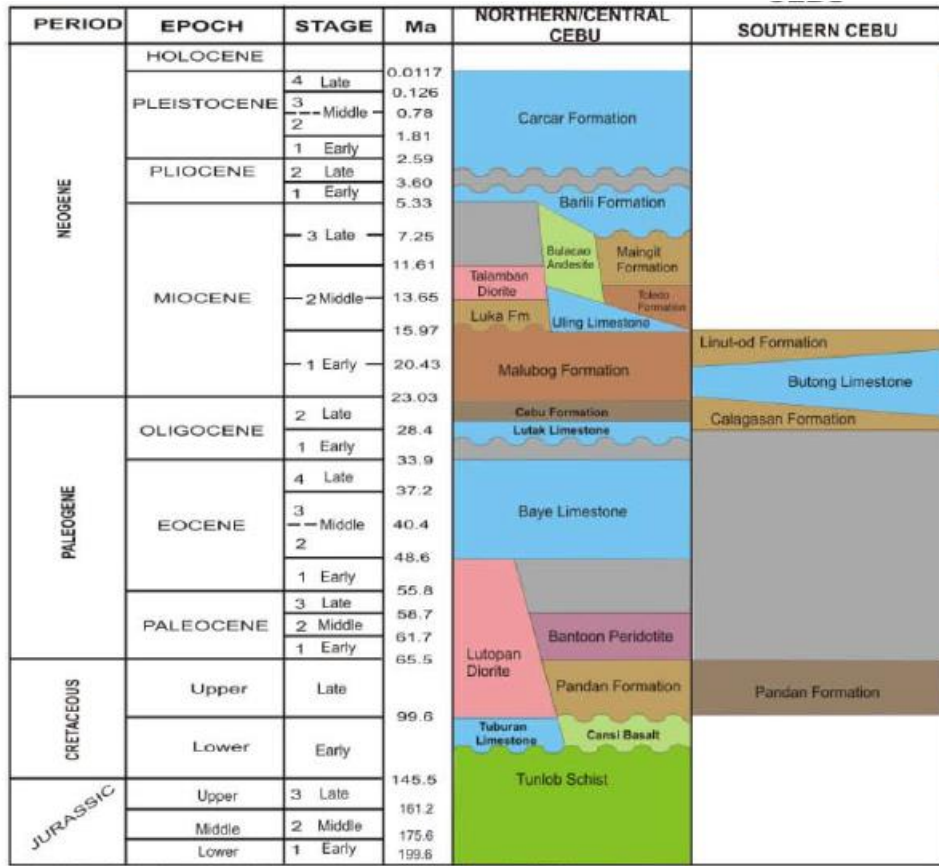 PERIOD EPOCH STAGE Ma NORTHERN/CENTRAL CEBU SOUTHERN CEBU
HOLOCENE
0.0117
4 Late
0.126
PLEISTOCENE
3
Middle
0.78
2
Carcar Formation
1.81
1 Early
2.59
PLIOCENE
2 Late
3.60
1 Early
Barili Formation
5.33
NEOGENE
3 Late
7.25
Bulacao
Andesite
Maingit
Formation
11.61
Talamban
Diorite
MIOCENE
2 Middle
13.65
Toledo
Formation
Luka Fm
Uling Limestone
15.97
Linut-od Formation
1 Early
20.43
Malubog Formation
Butong Limestone
23.03
2 Late
Cebu Formation
Calagasan Formation
OLIGOCENE
28.4
Lutak Limestone
1 Early
33.9
4 Late
37.2
PALEOGENE
EOCENE
3
Middle
40.4
2
Baye Limestone
48.6
1 Early
55.8
3 Late
58.7
PALEOCENE
2 Middle
61.7
Bantoon Peridotite
1 Early
65.5
Lutopan
Diorite
CRETACEOUS
Upper
Late
Pandan Formation
Pandan Formation
99.6
Tuburan
Limestone
Cansi Basalt
Lower
Early
145.5
Tunlob Schist
JURASSIC
Upper
3 Late
161.2
Middle
2 Middle
175.6
Lower
1 Early
199.6